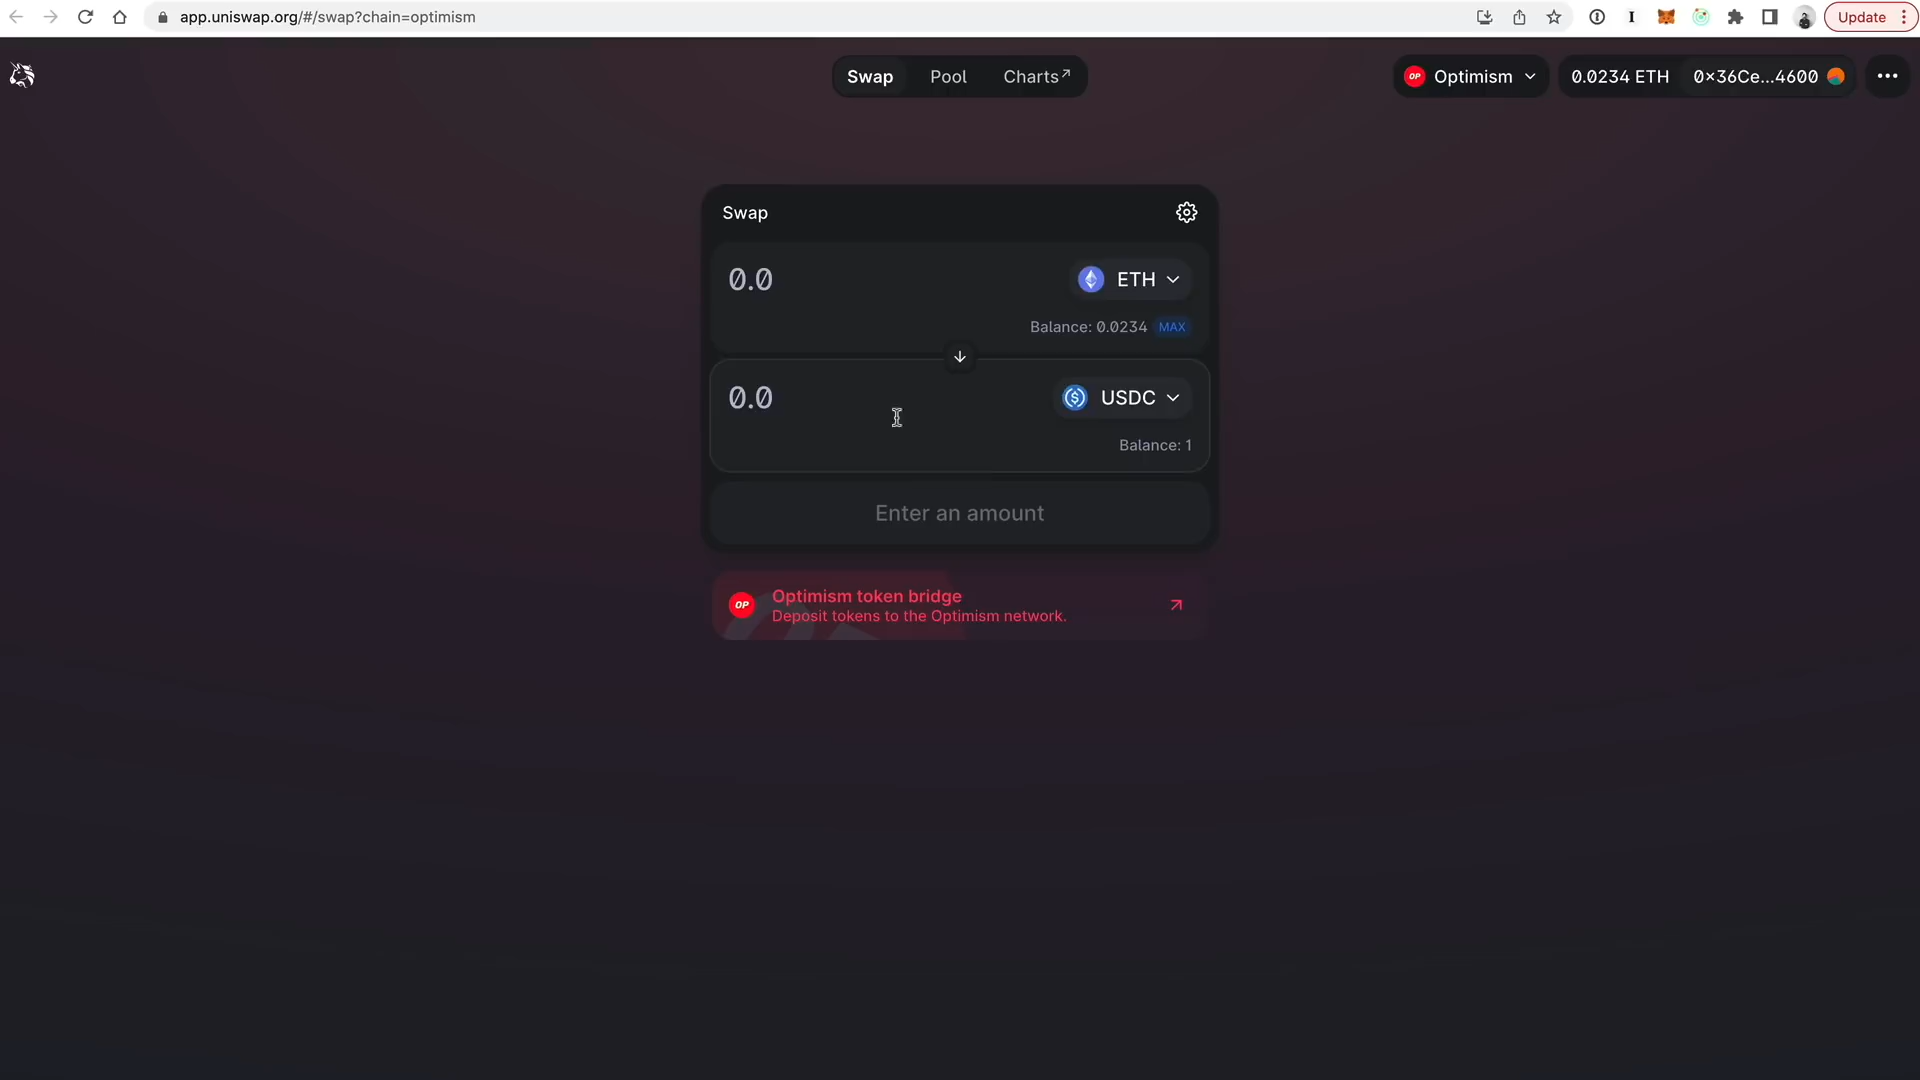 app.uniswap.org/#/swap?chain=optimism
Update
Swap Pool Charts↗
OP Optimism 0.0234 ETH 0x36Ce...4600
Swap
0.0 ETH
Balance: 0.0234 MAX
0.0 USDC
Balance: 1
Enter an amount
OP Optimism token bridge
Deposit tokens to the Optimism network.